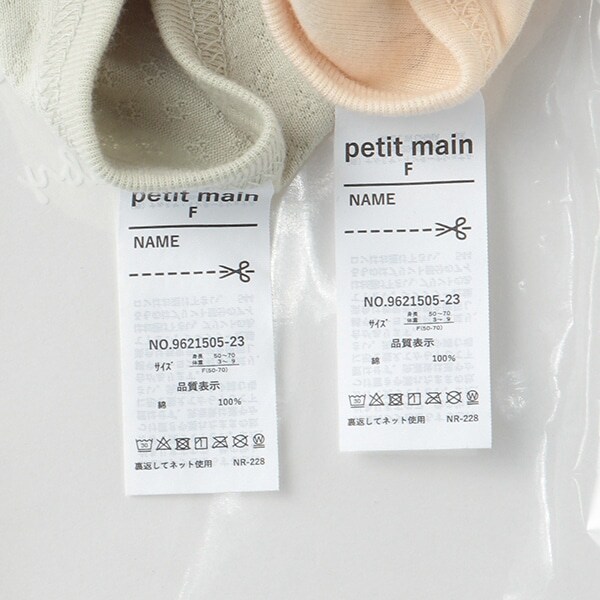 petit main
F
NAME
NO.9621505-23
サイズ 身長 50～70
体重 3～ 9
F(50-70)
品質表示
綿 100%
30
裏返してネット使用 NR-228
petit main
F
NAME
NO.9621505-23
サイズ 身長 50～70
体重 3～ 9
F(50-70)
品質表示
綿 100%
30
裏返してネット使用 NR-228